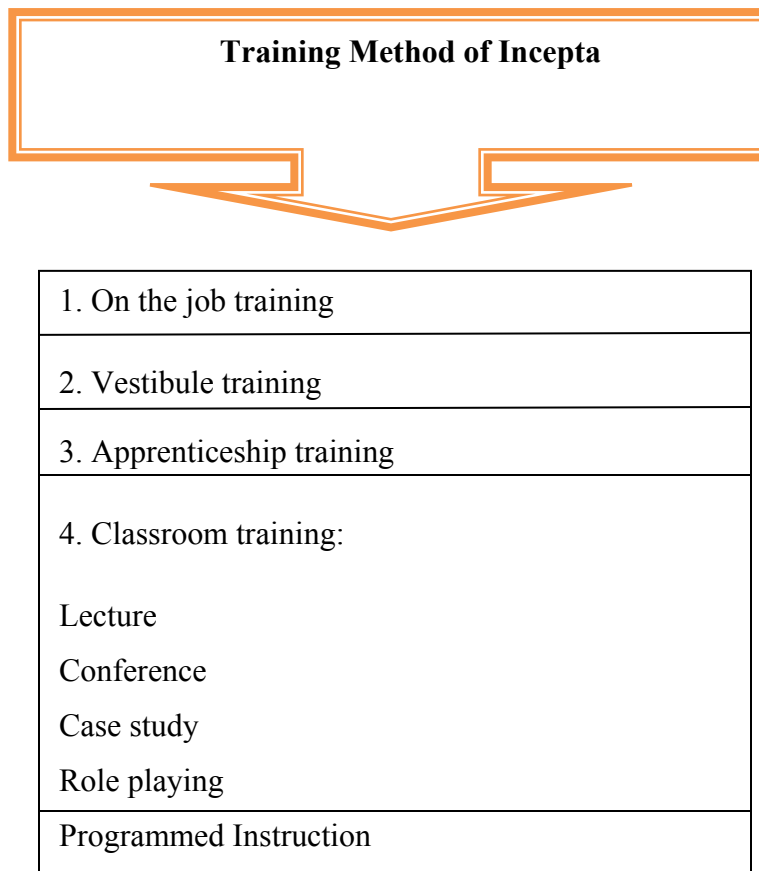 Training Method of Incepta
1. On the job training
2. Vestibule training
3. Apprenticeship training
4. Classroom training:
Lecture
Conference
Case study
Role playing
Programmed Instruction